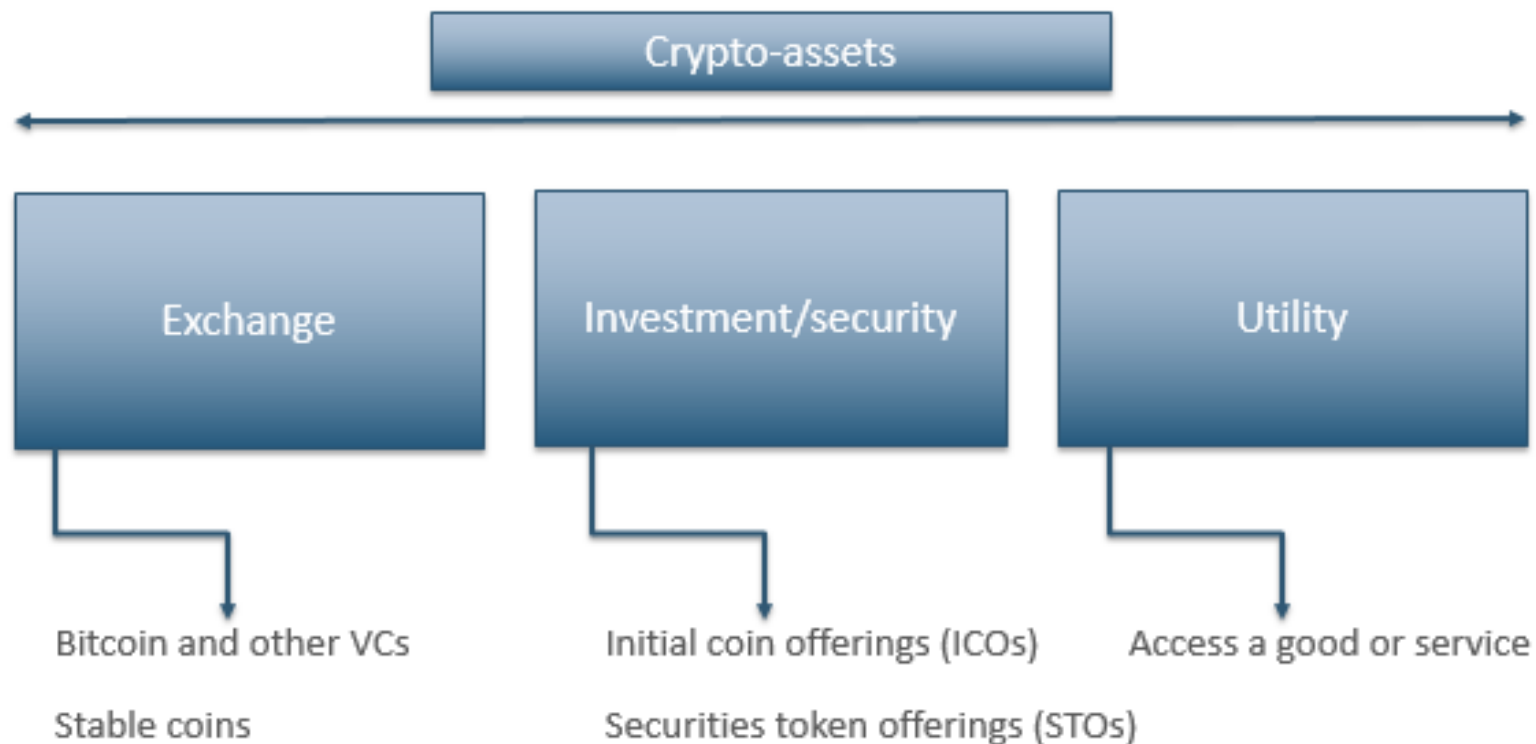 Crypto-assets
Exchange
Investment/security
Utility
Bitcoin and other VCs
Stable coins
Initial coin offerings (ICOs)
Securities token offerings (STOs)
Access a good or service